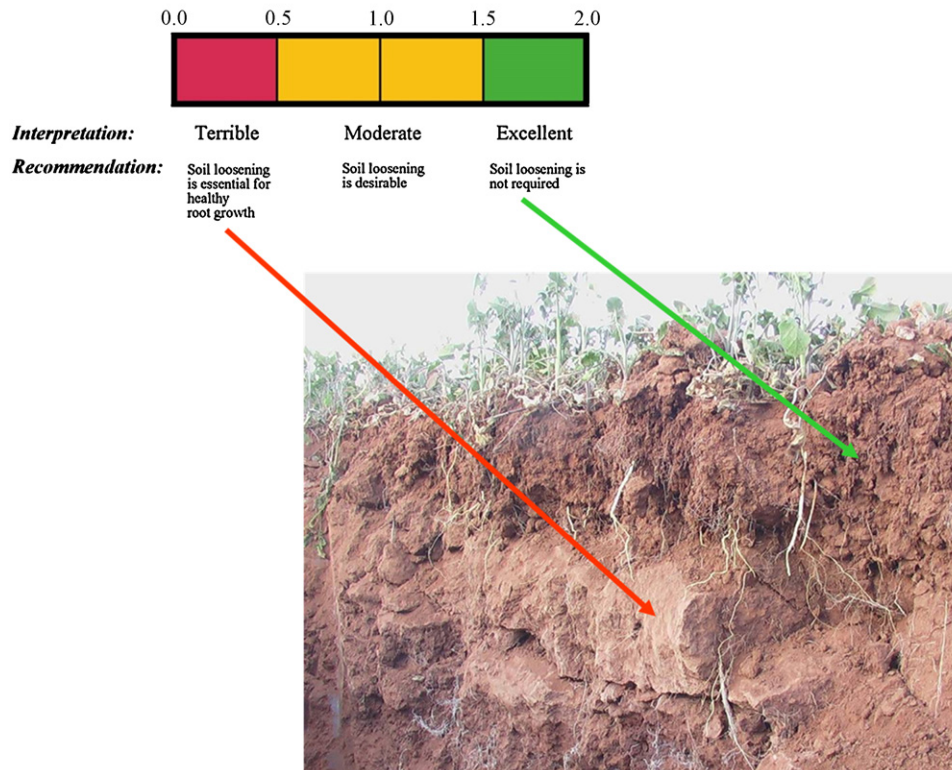 0.0 0.5 1.0 1.5 2.0
Interpretation: Terrible Moderate Excellent
Recommendation:
Soil loosening
is essential for
healthy
root growth
Soil loosening
is desirable
Soil loosening is
not required